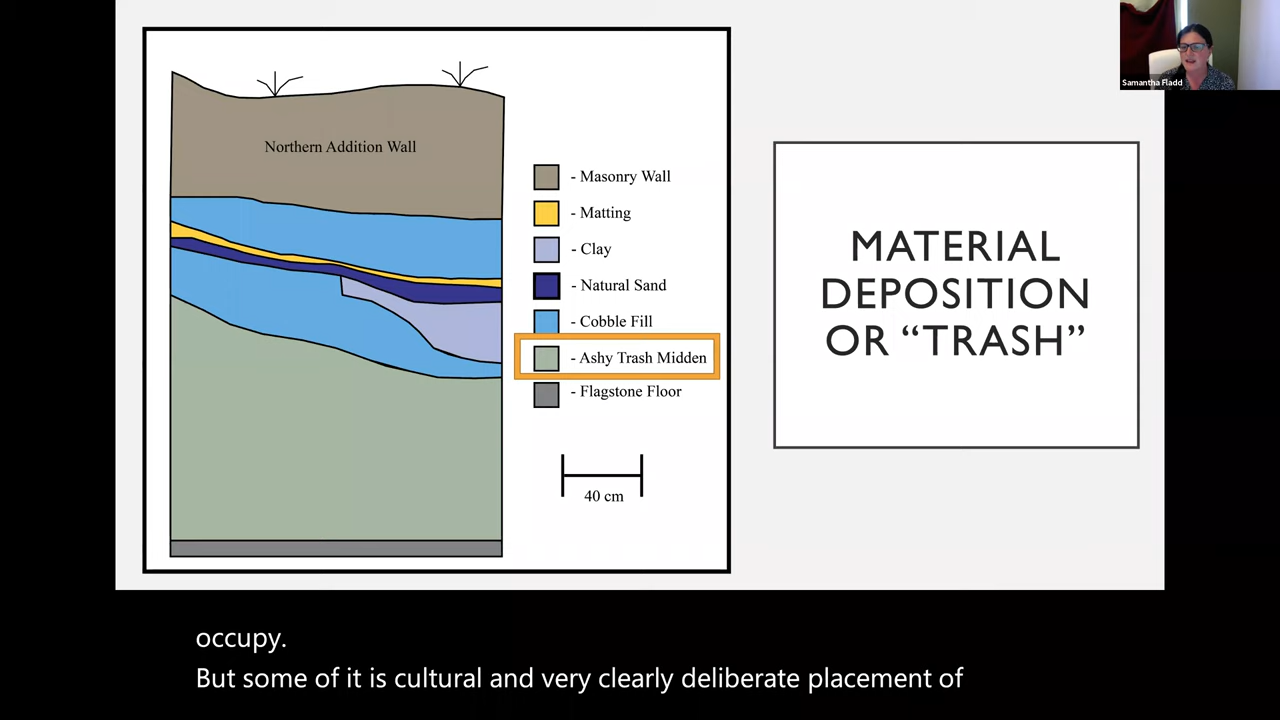 Samantha Fladd
Northern Addition Wall
- Masonry Wall
- Matting
- Clay
- Natural Sand
- Cobble Fill
- Ashy Trash Midden
- Flagstone Floor
40 cm
MATERIAL
DEPOSITION
OR “TRASH”
occupy.
But some of it is cultural and very clearly deliberate placement of